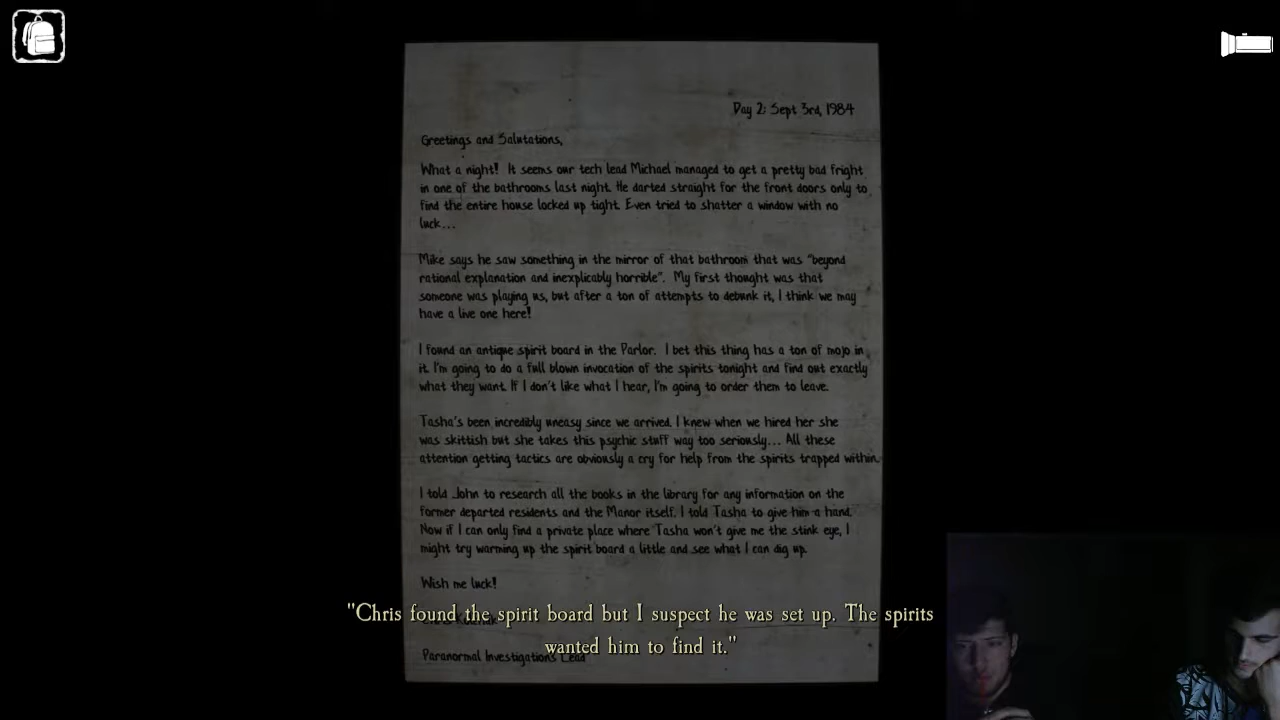 Day 2: Sept 3rd, 1984
Greetings and Salutations,
What a night!  It seems our tech lead Michael managed to get a pretty bad fright
in one of the bathrooms last night. He darted straight for the front doors only to
find the entire house locked up tight. Even tried to shatter a window with no
luck...
Mike says he saw something in the mirror of that bathroom that was "beyond
rational explanation and inexplicably horrible".  My first thought was that
someone was playing us, but after a ton of attempts to debunk it, I think we may
have a live one here!
I found an antique spirit board in the Parlor.  I bet this thing has a ton of mojo in
it. I'm going to do a full blown invocation of the spirits tonight and find out exactly
what they want. If I don't like what I hear, I'm going to order them to leave.
Tasha's been incredibly uneasy since we arrived. I knew when we hired her she
was skittish but she takes this psychic stuff way too seriously... All these
attention getting tactics are obviously a cry for help from the spirits trapped within.
I told John to research all the books in the library for any information on the
former departed residents and the Manor itself. I told Tasha to give him a hand.
Now if I can only find a private place where Tasha won't give me the stink eye, I
might try warming up the spirit board a little and see what I can dig up.
Wish me luck!
"Chris found the spirit board but I suspect he was set up. The spirits
wanted him to find it."
Paranormal Investigations Lead